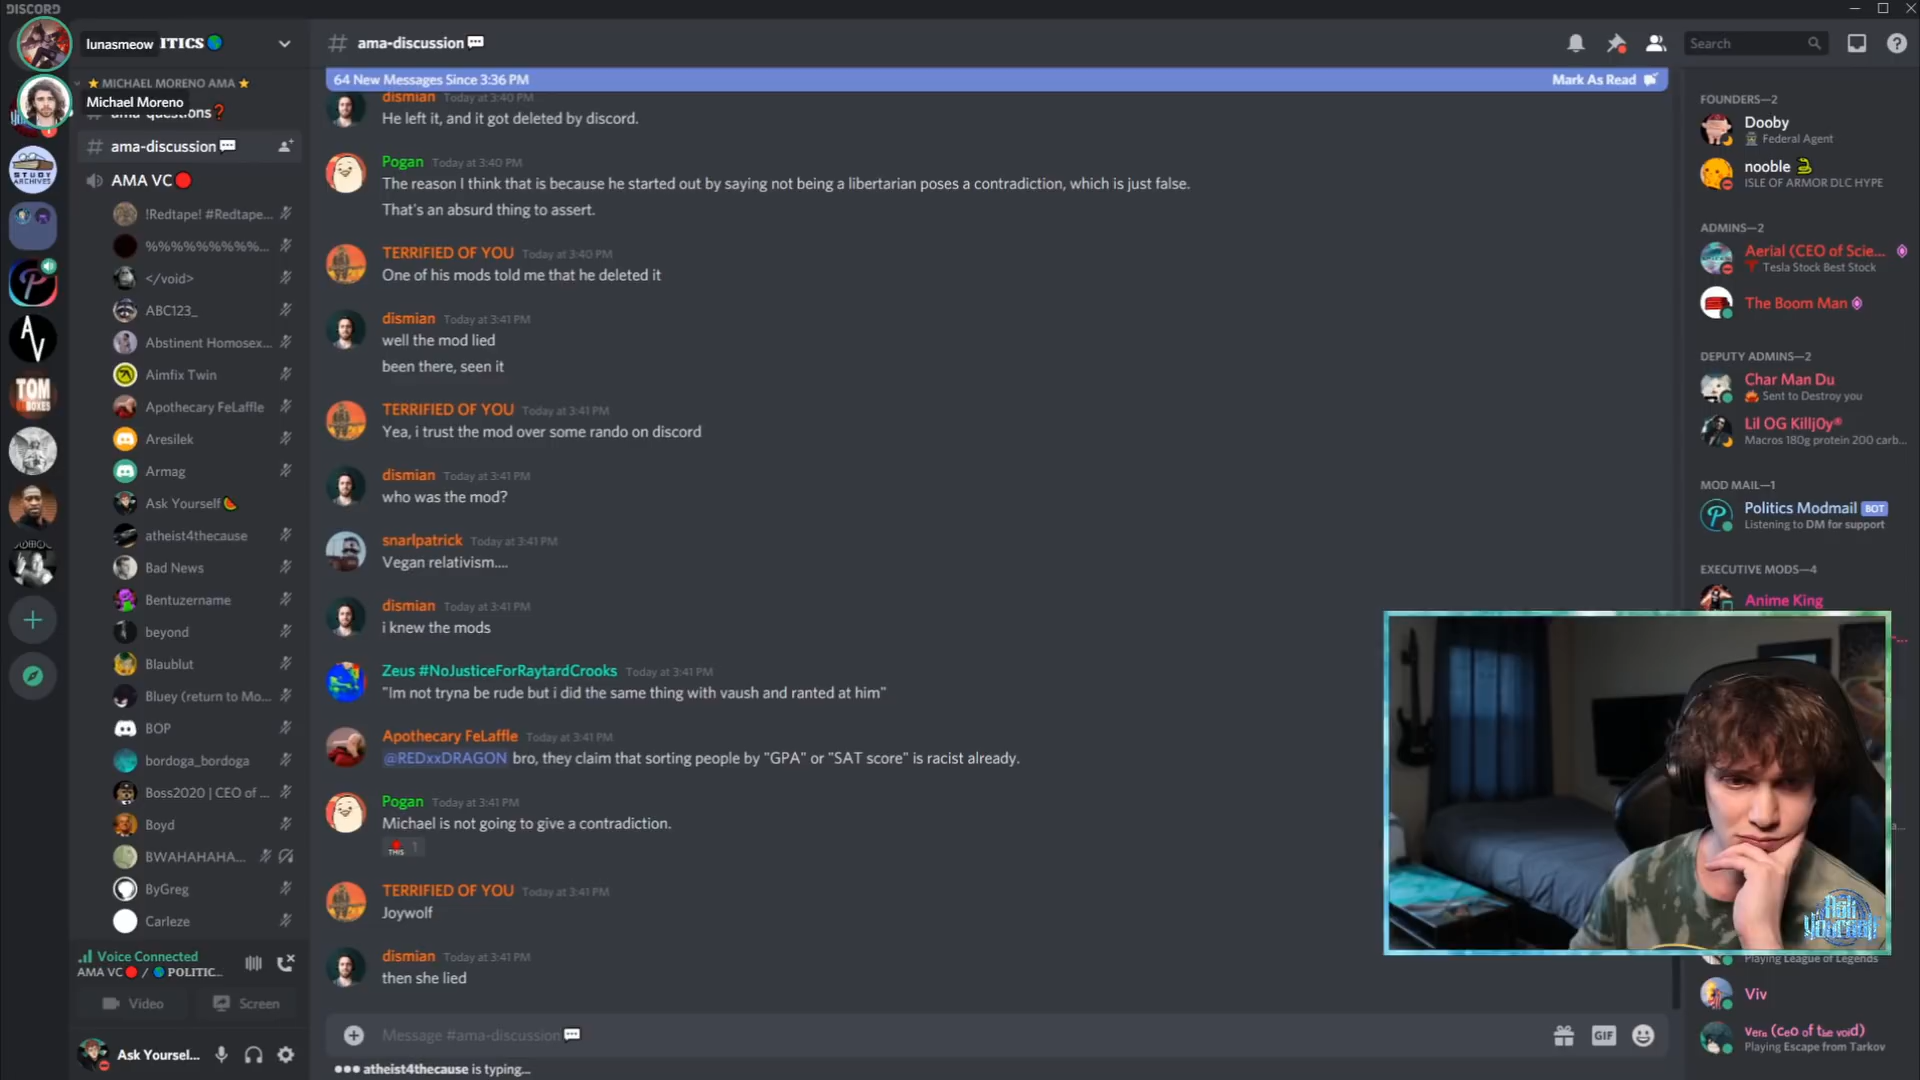 DISCORD
lunasmeow
ITICS
MICHAEL MORENO AMA
Michael Moreno
ama-questions
ama-discussion
AMA VC
!Redtape! #Redtape...
%%%%%%%%%%...
</void>
ABC123_
Abstinent Homosex...
Aimfix Twin
Apothecary FeLaffle
Aresilek
Armag
Ask Yourself
atheist4thecause
Bad News
Bentuzername
beyond
Blaublut
Bluey (return to Mo...
BOP
bordoga_bordoga
Boss2020 | CEO of ...
Boyd
BWAHAHAHA...
ByGreg
Carleze
Voice Connected
AMA VC / POLITIC...
Video Screen
Ask Yoursel...
STUDY
ARCHIVES
AV
TOM
BOXES
# ama-discussion
Search
64 New Messages Since 3:36 PM Mark As Read
dismian Today at 3:40 PM
He left it, and it got deleted by discord.
Pogan Today at 3:40 PM
The reason I think that is because he started out by saying not being a libertarian poses a contradiction, which is just false.
That's an absurd thing to assert.
TERRIFIED OF YOU Today at 3:40 PM
One of his mods told me that he deleted it
dismian Today at 3:41 PM
well the mod lied
been there, seen it
TERRIFIED OF YOU Today at 3:41 PM
Yea, i trust the mod over some rando on discord
dismian Today at 3:41 PM
who was the mod?
snarlpatrick Today at 3:41 PM
Vegan relativism....
dismian Today at 3:41 PM
i knew the mods
Zeus #NoJusticeForRaytardCrooks Today at 3:41 PM
"Im not tryna be rude but i did the same thing with vaush and ranted at him"
Apothecary FeLaffle Today at 3:41 PM
@REDxxDRAGON bro, they claim that sorting people by "GPA" or "SAT score" is racist already.
Pogan Today at 3:41 PM
Michael is not going to give a contradiction.
THIS 1
TERRIFIED OF YOU Today at 3:41 PM
Joywolf
dismian Today at 3:41 PM
then she lied
Message #ama-discussion
GIF
atheist4thecause is typing...
FOUNDERS—2
Dooby
Federal Agent
nooble
ISLE OF ARMOR DLC HYPE
ADMINS—2
Aerial (CEO of Scie...
Tesla Stock Best Stock
The Boom Man
DEPUTY ADMINS—2
Char Man Du
Sent to Destroy you
Lil OG Killj0y®
Macros 180g protein 200 carb...
MOD MAIL—1
Politics Modmail BOT
Listening to DM for support
EXECUTIVE MODS—4
Anime King
Ask
Yourself
Playing League of Legends
Viv
vern (ceo of the void)
Playing Escape from Tarkov